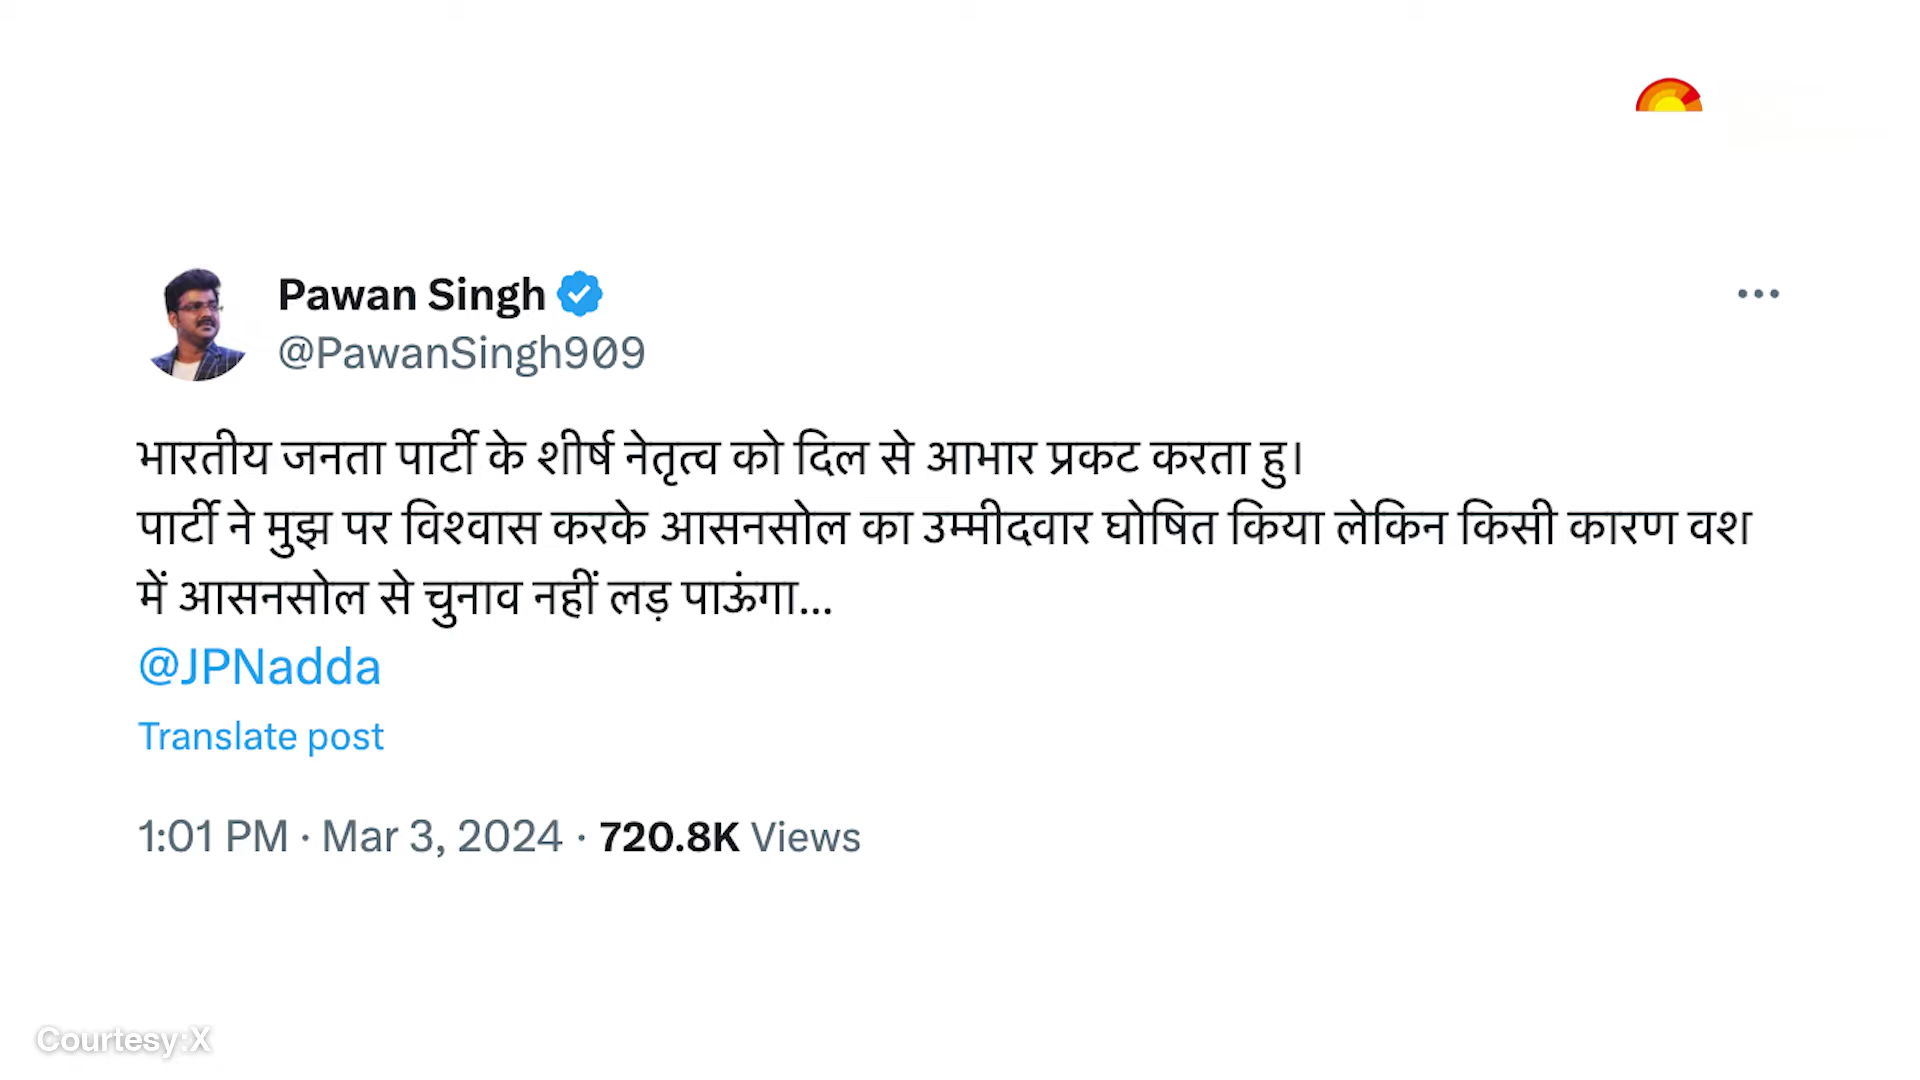 Pawan Singh
@PawanSingh909
भारतीय जनता पार्टी के शीर्ष नेतृत्व को दिल से आभार प्रकट करता हु।
पार्टी ने मुझ पर विश्वास करके आसनसोल का उम्मीदवार घोषित किया लेकिन किसी कारण वश
में आसनसोल से चुनाव नहीं लड़ पाऊंगा...
@JPNadda
Translate post
1:01 PM · Mar 3, 2024 · 720.8K Views
Courtesy:X